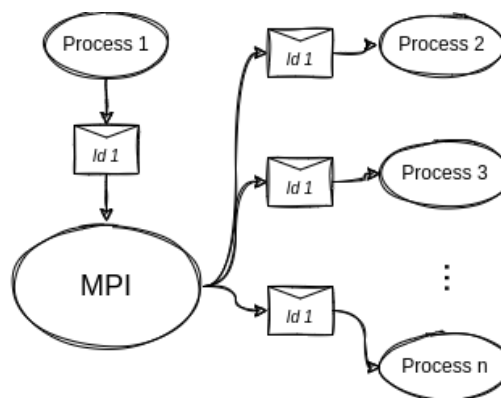 Process 1
Id 1
MPI
Id 1
Process 2
Id 1
Process 3
...
Id 1
Process n